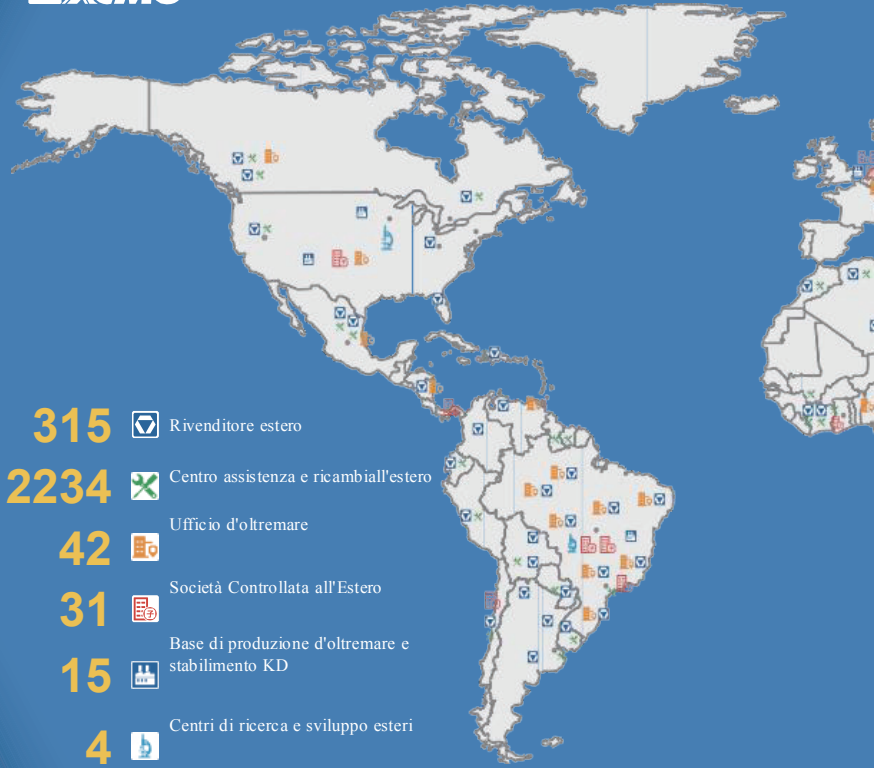 315 Rivenditore estero
2234 Centro assistenza e ricambiall'estero
42 Ufficio d'oltremare
31 Società Controllata all'Estero
15 Base di produzione d'oltremare e
stabilimento KD
4 Centri di ricerca e sviluppo esteri